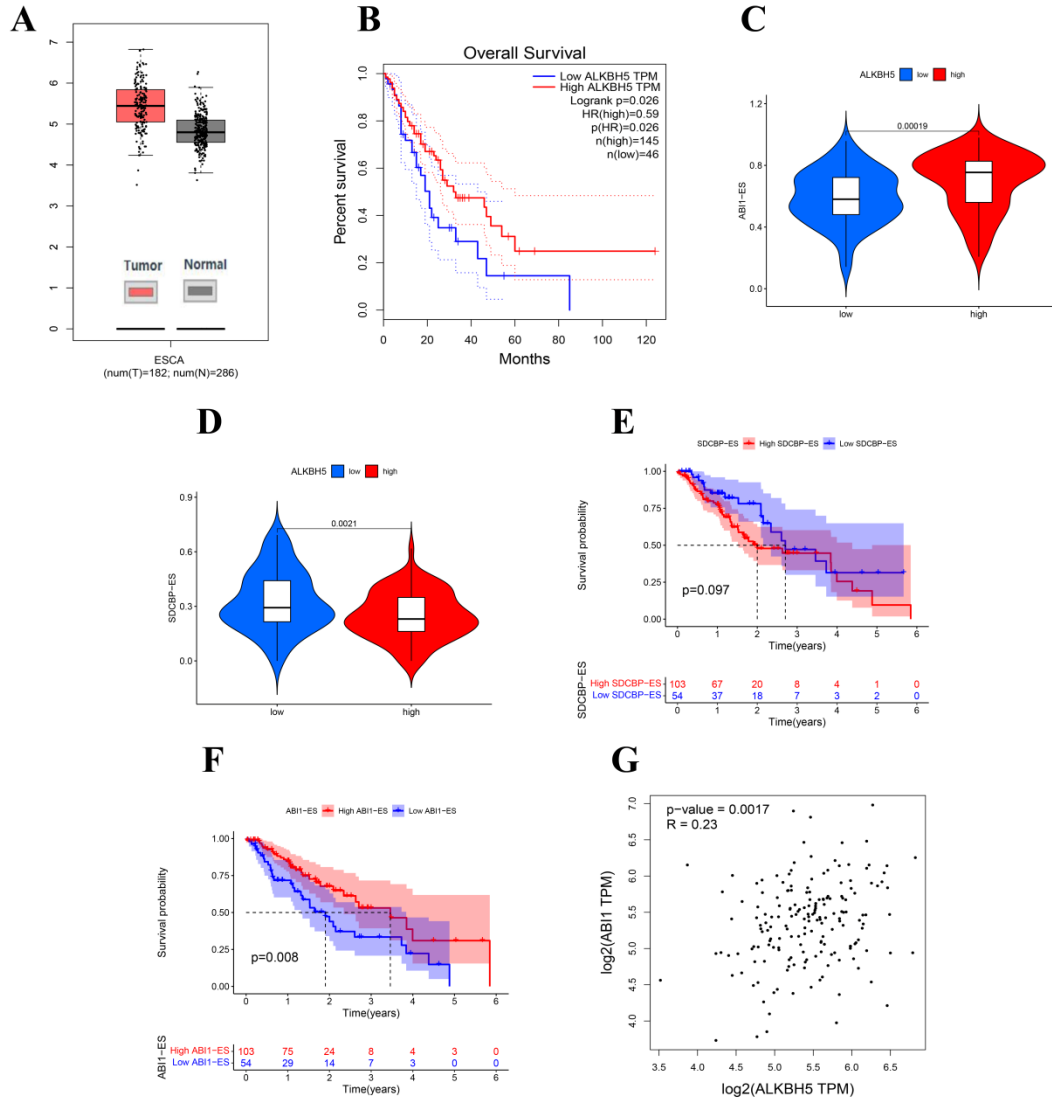 A
7
6
5
4
3
2
1
0
Tumor Normal
ESCA
(num(T)=182; num(N)=286)
B
Overall Survival
Low ALKBH5 TPM
High ALKBH5 TPM
Logrank p=0.026
HR(high)=0.59
p(HR)=0.026
n(high)=145
n(low)=46
Percent survival
1.0
0.8
0.6
0.4
0.2
0.0
0 20 40 60 80 100 120
Months
C
ALKBH5 low high
0.00019
ABI1−ES
1.2
0.8
0.4
0.0
low high
D
ALKBH5 low high
0.0021
SDCBP−ES
0.9
0.6
0.3
0.0
low high
E
SDCBP−ES High SDCBP−ES Low SDCBP−ES
Survival probability
1.00
0.75
0.50
0.25
0.00
p=0.097
0 1 2 3 4 5 6
Time(years)
SDCBP−ES
High SDCBP−ES 103 67 20 8 4 1 0
Low SDCBP−ES 54 37 18 7 3 2 0
0 1 2 3 4 5 6
Time(years)
F
ABI1−ES High ABI1−ES Low ABI1−ES
Survival probability
1.00
0.75
0.50
0.25
0.00
p=0.008
0 1 2 3 4 5 6
Time(years)
ABI1−ES
High ABI1−ES 103 75 24 8 4 3 0
Low ABI1−ES 54 29 14 7 3 0 0
0 1 2 3 4 5 6
Time(years)
G
p−value = 0.0017
R = 0.23
log2(ABI1 TPM)
7.0
6.5
6.0
5.5
5.0
4.5
4.0
3.5 4.0 4.5 5.0 5.5 6.0 6.5
log2(ALKBH5 TPM)